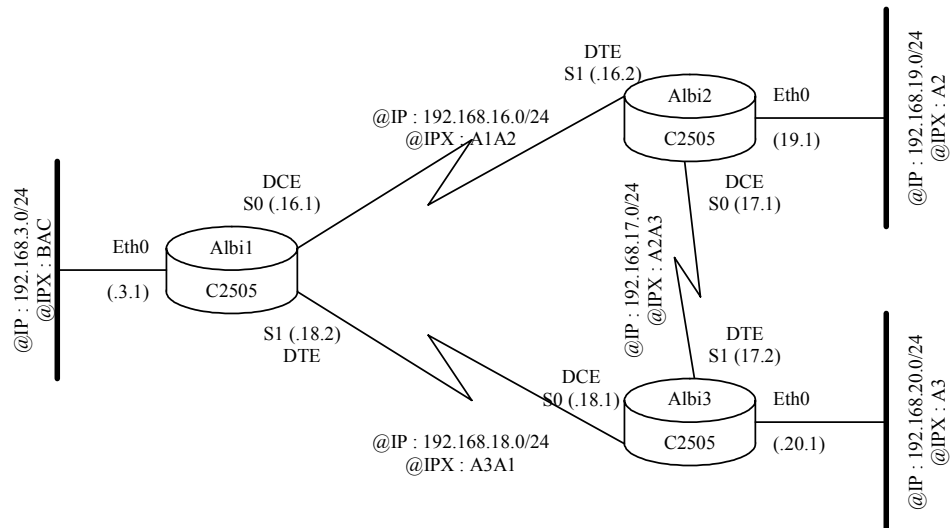 @IP : 192.168.3.0/24
@IPX : BAC
Eth0
(.3.1)
Albi1
C2505
DCE
S0 (.16.1)
S1 (.18.2)
DTE
@IP : 192.168.16.0/24
@IPX : A1A2
DTE
S1 (.16.2)
Albi2
C2505
Eth0
(19.1)
@IP : 192.168.19.0/24
@IPX : A2
DCE
S0 (17.1)
@IP : 192.168.17.0/24
@IPX : A2A3
DTE
S1 (17.2)
DCE
S0 (.18.1)
Albi3
C2505
Eth0
(.20.1)
@IP : 192.168.20.0/24
@IPX : A3
@IP : 192.168.18.0/24
@IPX : A3A1